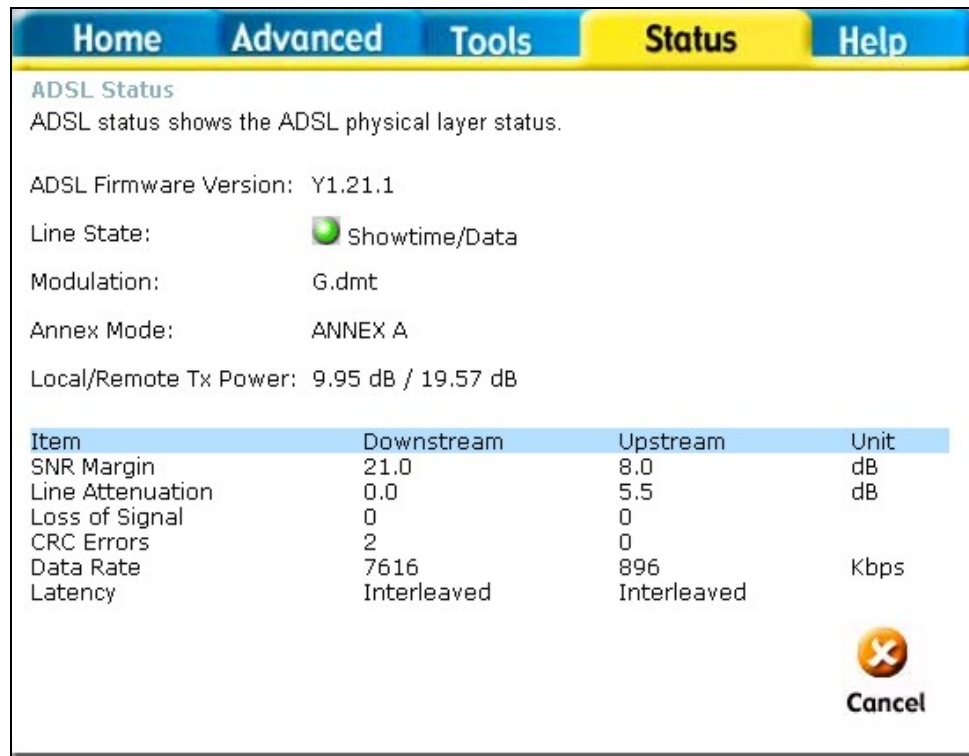 Home Advanced Tools Status Help
ADSL Status
ADSL status shows the ADSL physical layer status.
ADSL Firmware Version: Y1.21.1
Line State: Showtime/Data
Modulation: G.dmt
Annex Mode: ANNEX A
Local/Remote Tx Power: 9.95 dB / 19.57 dB
Item Downstream Upstream Unit
SNR Margin 21.0 8.0 dB
Line Attenuation 0.0 5.5 dB
Loss of Signal 0 0
CRC Errors 2 0
Data Rate 7616 896 Kbps
Latency Interleaved Interleaved
Cancel